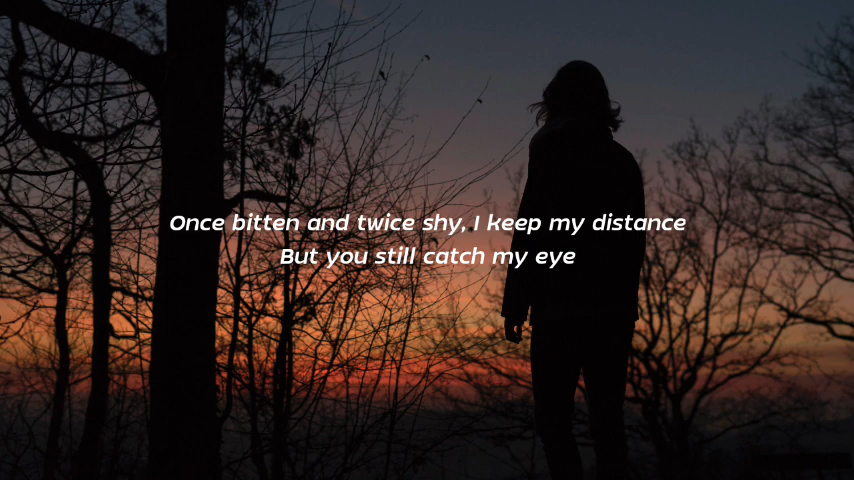 Once bitten and twice shy, I keep my distance
But you still catch my eye